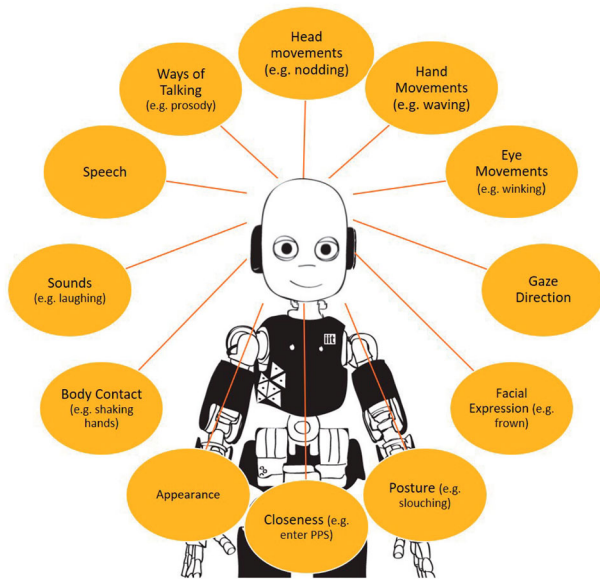 Head
movements
(e.g. nodding)
Hand
Movements
(e.g. waving)
Eye
Movements
(e.g. winking)
Gaze
Direction
Facial
Expression (e.g.
frown)
Posture (e.g.
slouching)
Closeness (e.g.
enter PPS)
Appearance
Body Contact
(e.g. shaking
hands)
Sounds
(e.g. laughing)
Speech
Ways of
Talking
(e.g. prosody)
iit